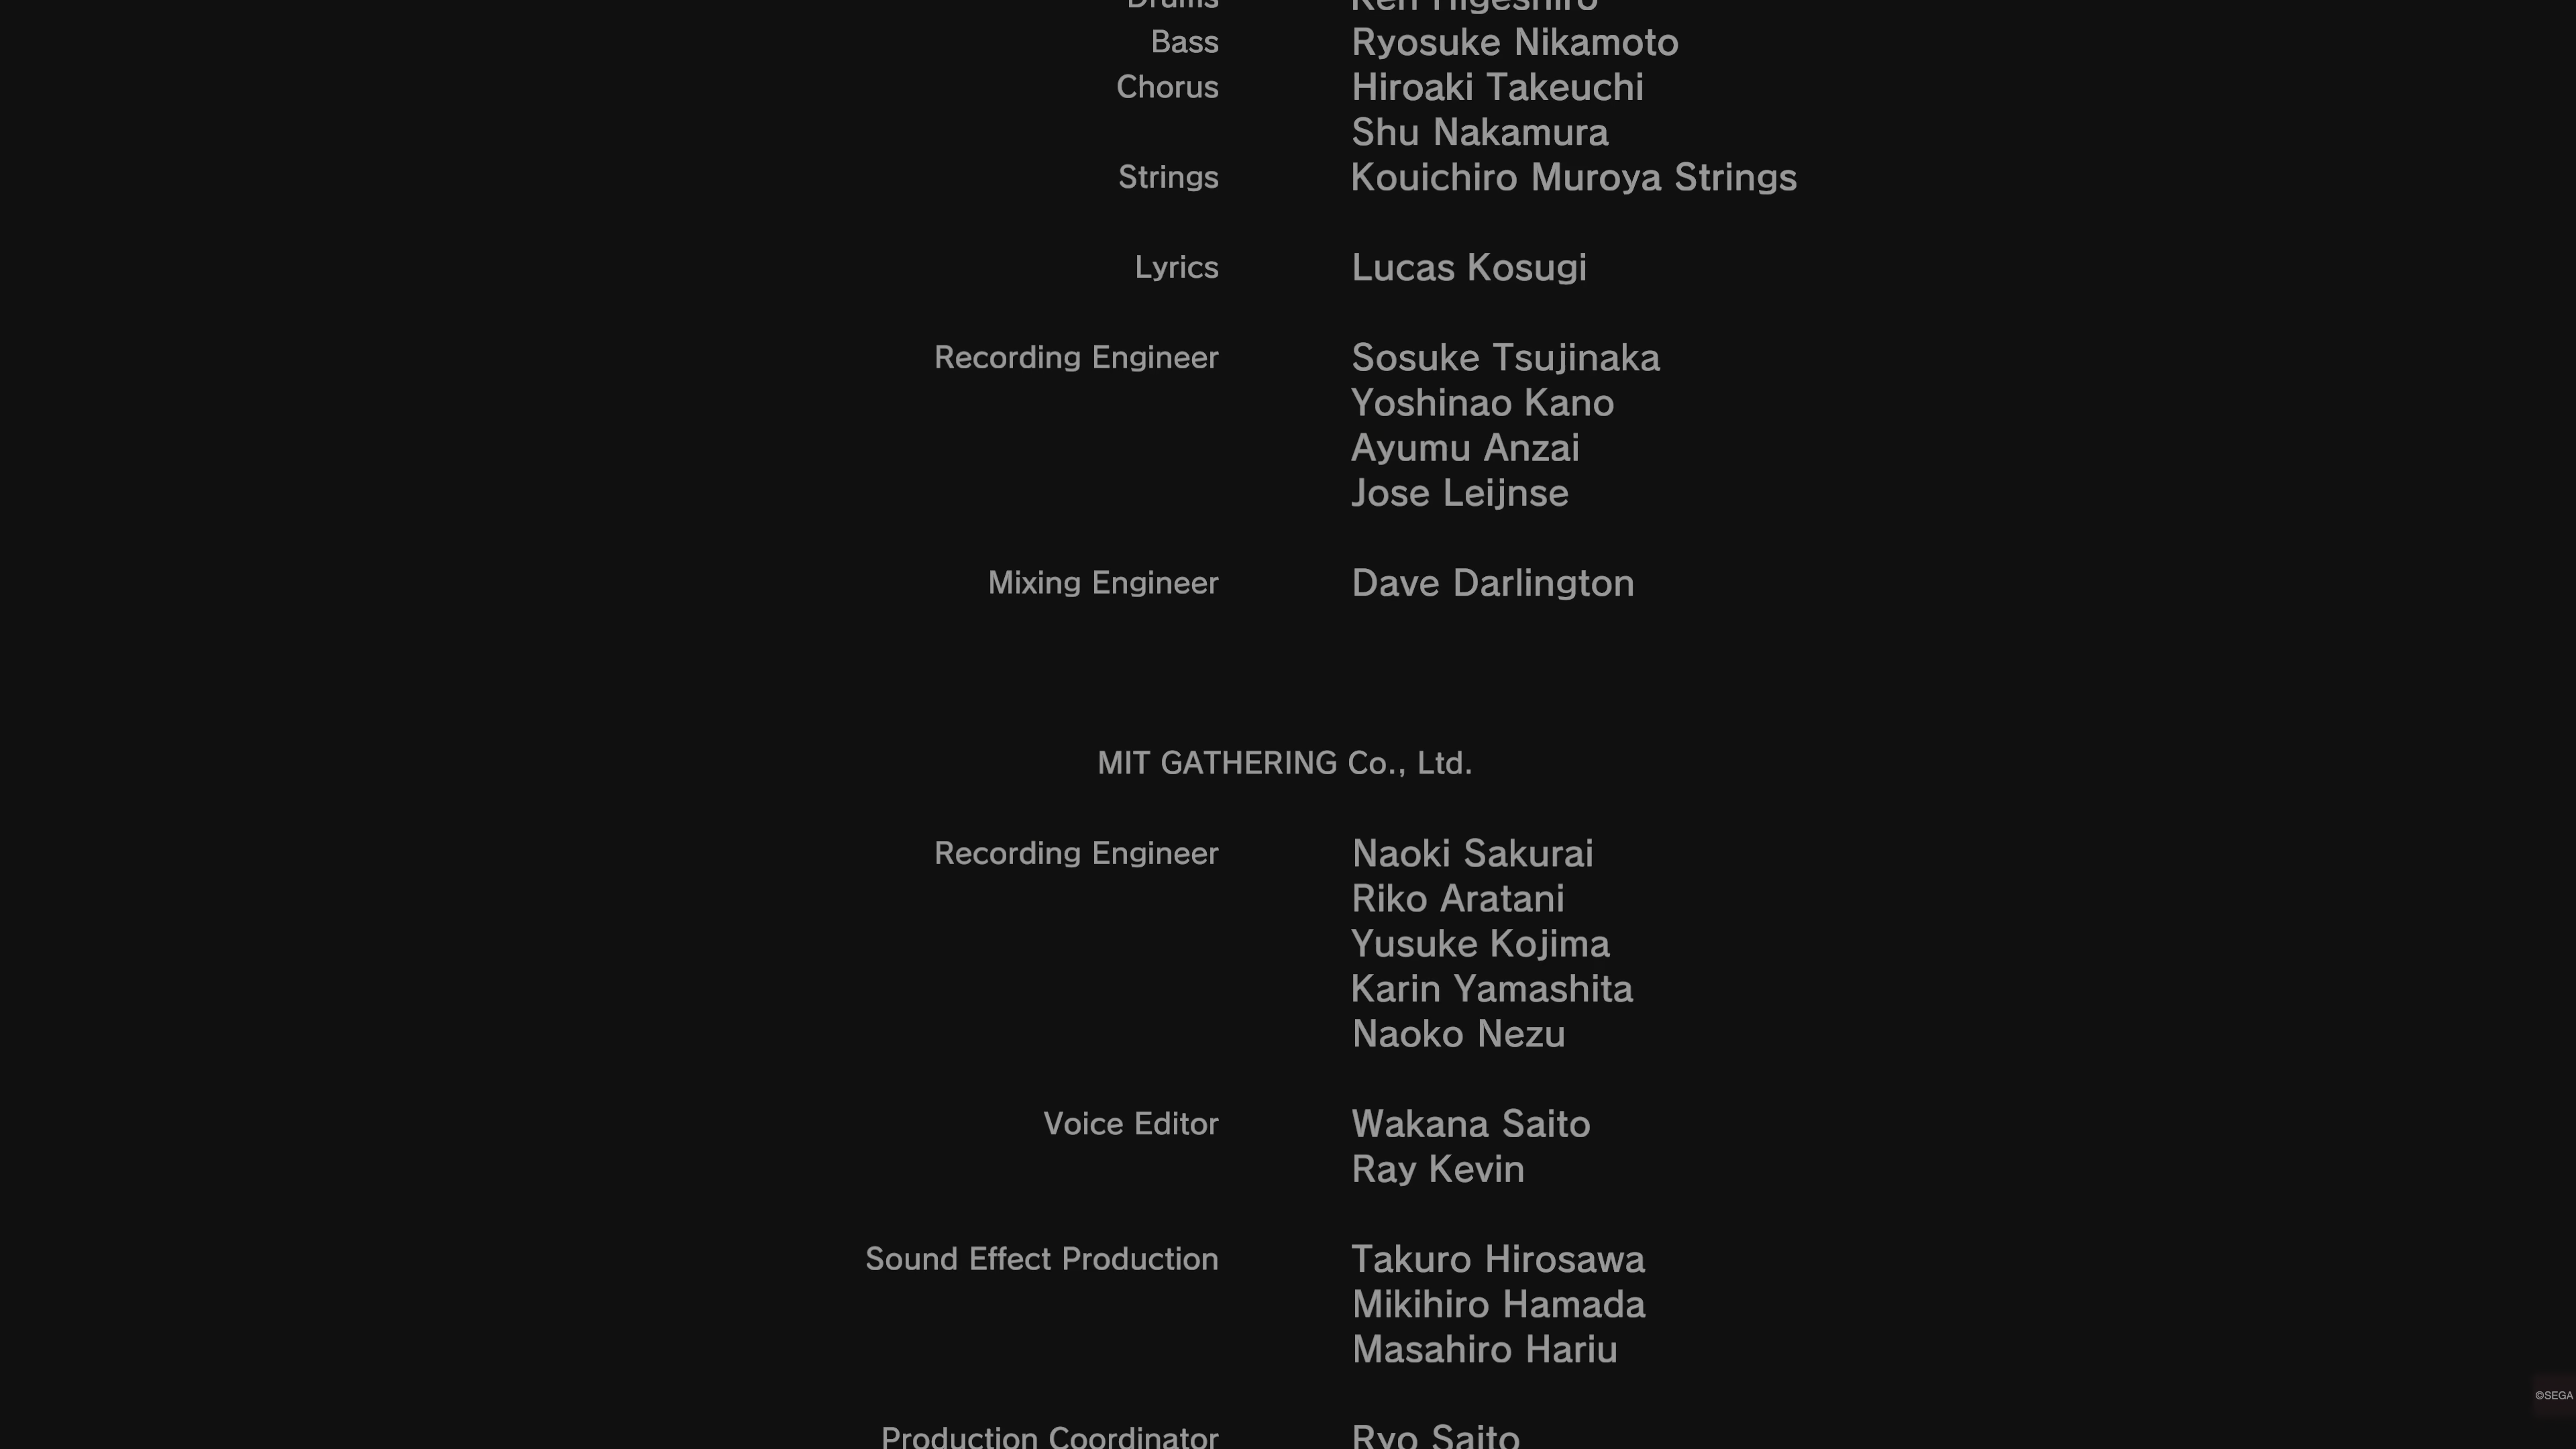 Drums Ken Higeshiro
Bass Ryosuke Nikamoto
Chorus Hiroaki Takeuchi
Shu Nakamura
Strings Kouichiro Muroya Strings
Lyrics Lucas Kosugi
Recording Engineer Sosuke Tsujinaka
Yoshinao Kano
Ayumu Anzai
Jose Leijnse
Mixing Engineer Dave Darlington
MIT GATHERING Co., Ltd.
Recording Engineer Naoki Sakurai
Riko Aratani
Yusuke Kojima
Karin Yamashita
Naoko Nezu
Voice Editor Wakana Saito
Ray Kevin
Sound Effect Production Takuro Hirosawa
Mikihiro Hamada
Masahiro Hariu
©SEGA
Production Coordinator Ryo Saito